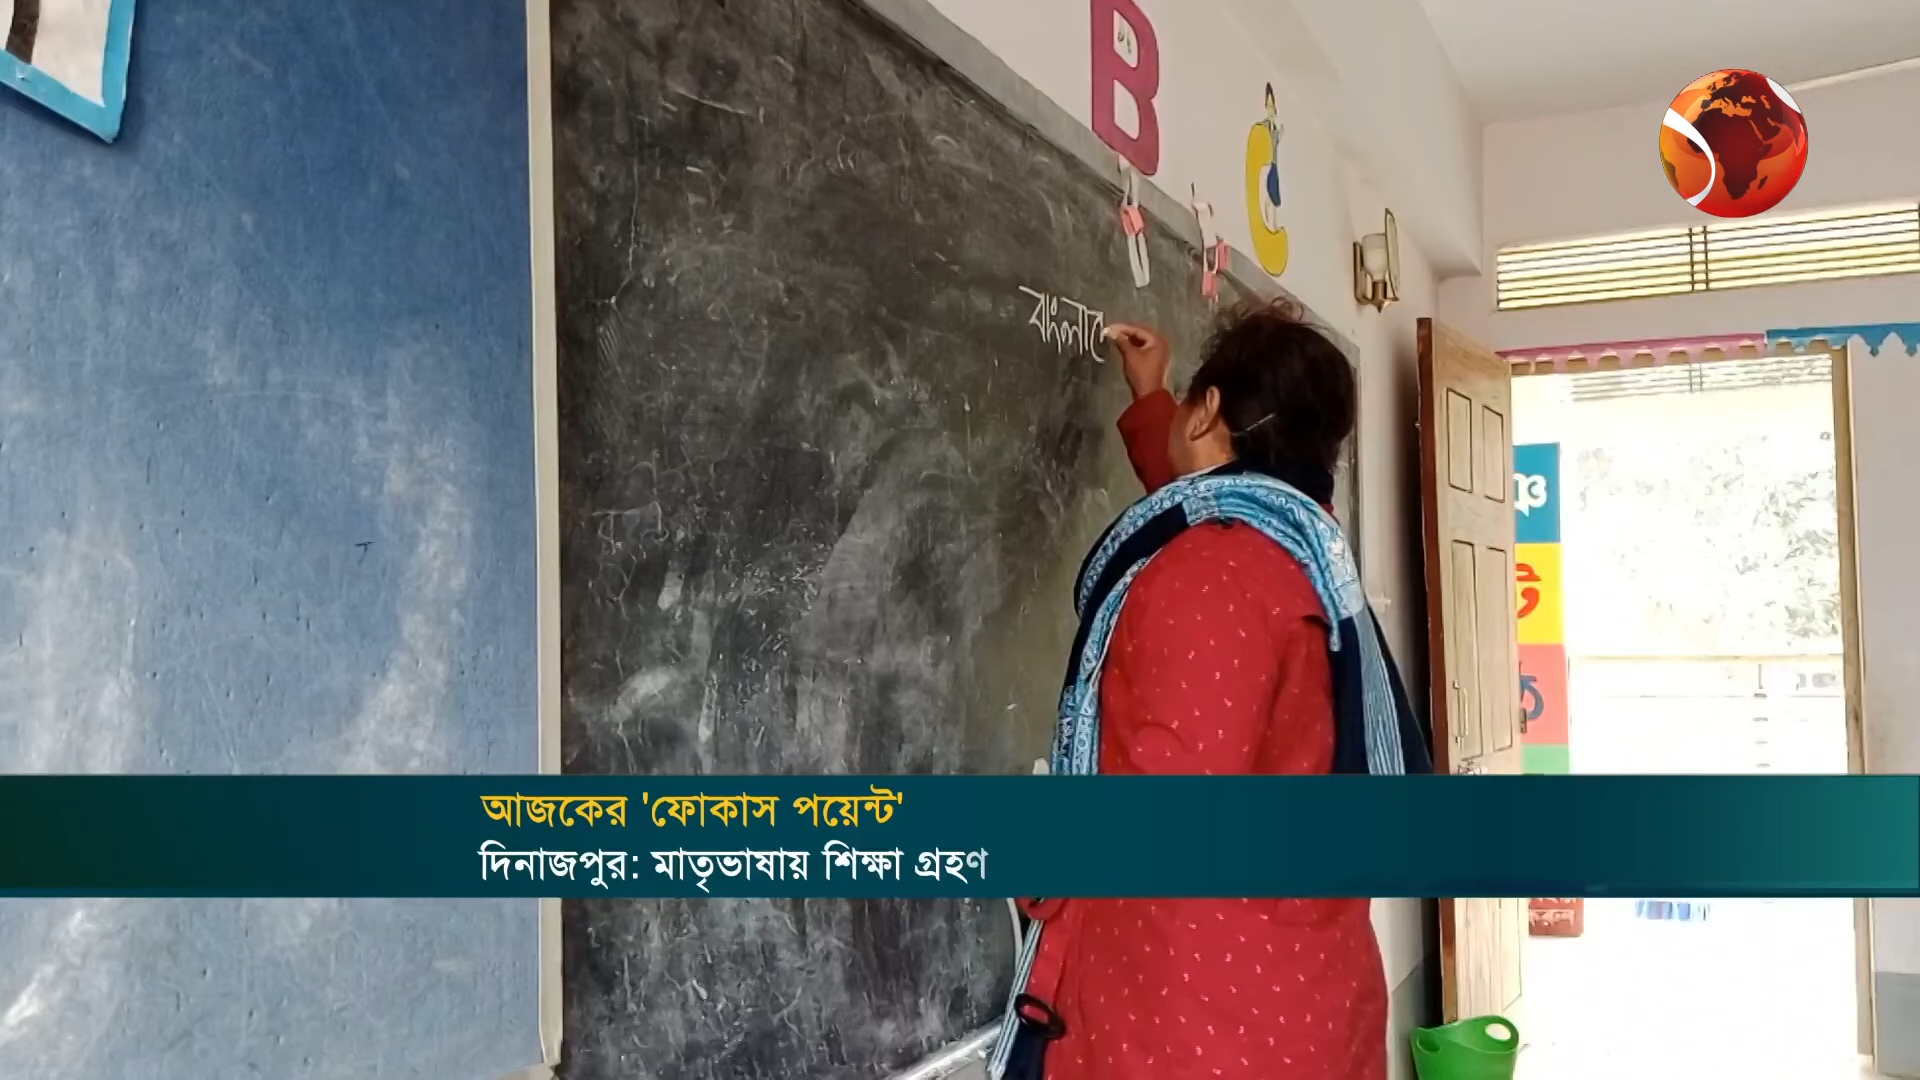 B
C
বাংলাদে
ঞ
ট
ঠ
আজকের 'ফোকাস পয়েন্ট'
দিনাজপুর: মাতৃভাষায় শিক্ষা গ্রহণ